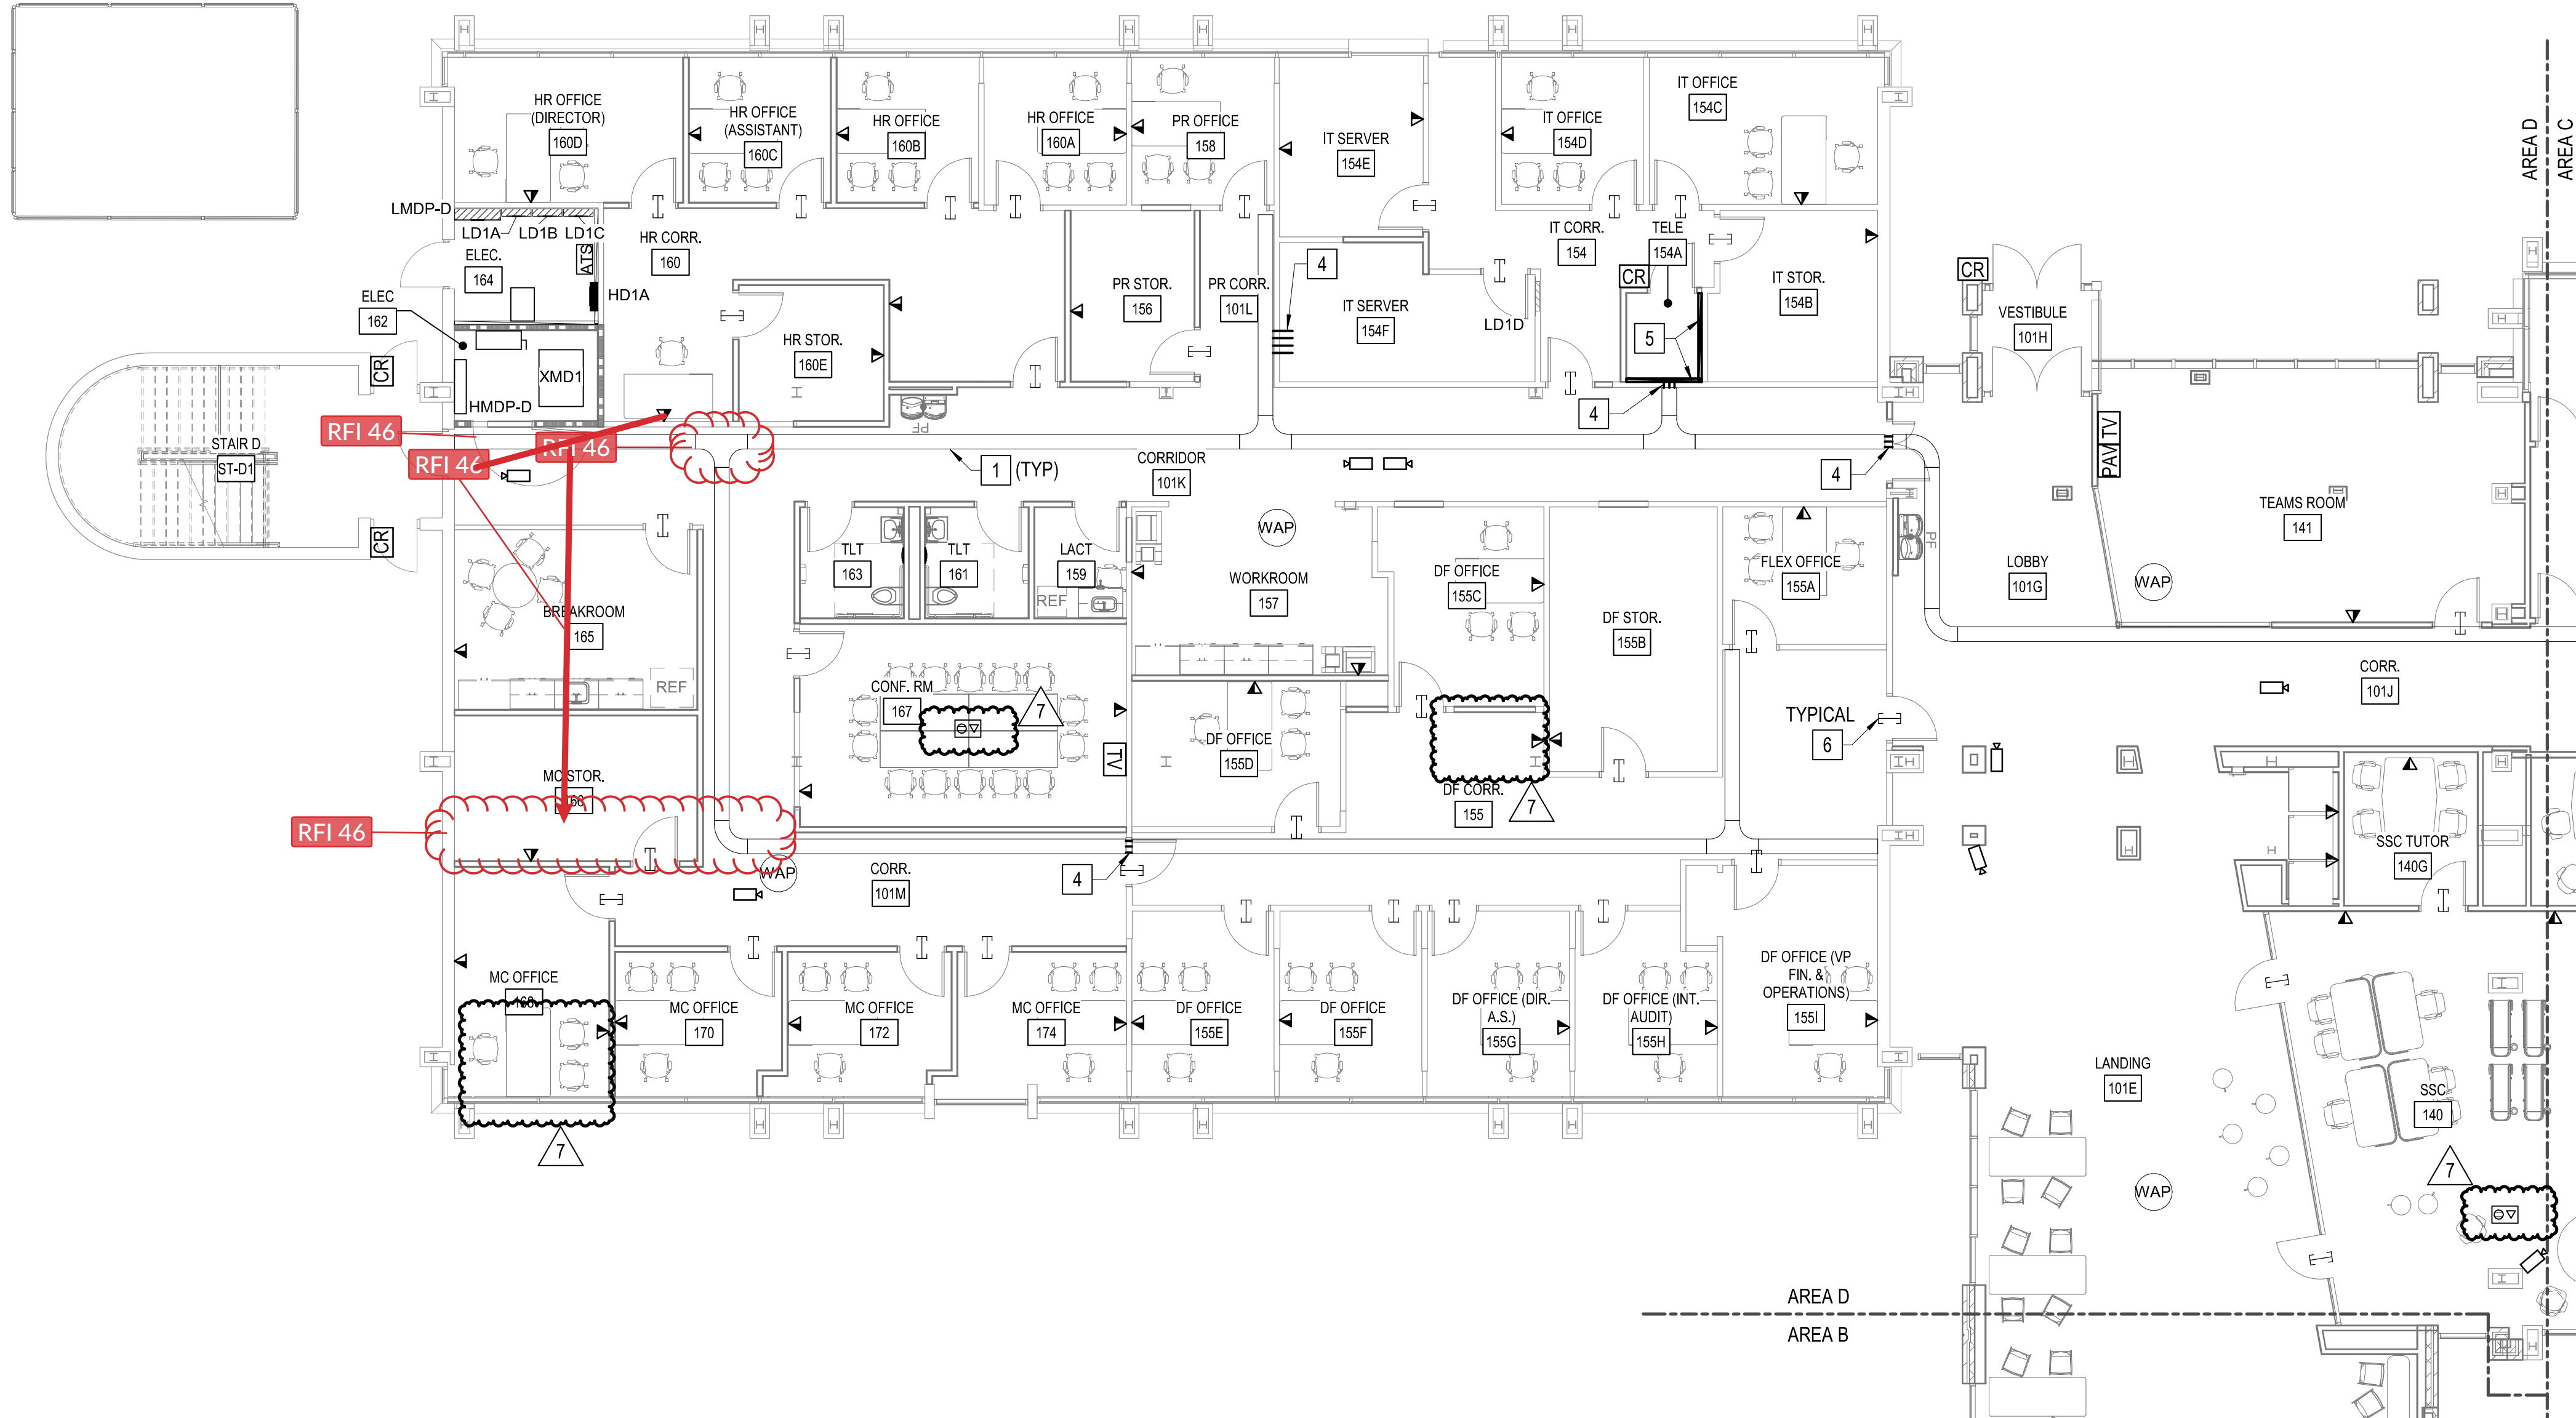 HR OFFICE
(DIRECTOR)
160D
HR OFFICE
(ASSISTANT)
160C
HR OFFICE
160B
HR OFFICE
160A
PR OFFICE
158
IT SERVER
154E
IT OFFICE
154D
IT OFFICE
154C
AREA D
AREA C
LMDP-D
LD1A
LD1B
LD1C
ELEC.
164
ATS
HD1A
HR CORR.
160
PR STOR.
156
PR CORR.
101L
4
IT SERVER
154F
LD1D
IT CORR.
154
TELE
154A
CR
5
IT STOR.
154B
CR
VESTIBULE
101H
ELEC
162
XMD1
HMDP-D
HR STOR.
160E
PF
CR
4
RFI 46
RFI 46
RFI 46
STAIR D
ST-D1
CR
1 (TYP)
CORRIDOR
101K
4
PAVI TV
TEAMS ROOM
141
WAP
TLT
163
TLT
161
LACT
159
REF
WORKROOM
157
WAP
DF OFFICE
155C
DF STOR.
155B
FLEX OFFICE
155A
PF
LOBBY
101G
BREAKROOM
165
REF
CONF. RM
167
7
TV
DF OFFICE
155D
TYPICAL
6
CORR.
101J
MC STOR.
RFI 46
DF CORR.
155
7
WAP
CORR.
101M
4
SSC TUTOR
140G
MC OFFICE
168
7
MC OFFICE
170
MC OFFICE
172
MC OFFICE
174
DF OFFICE
155E
DF OFFICE
155F
DF OFFICE (DIR.
A.S.)
155G
DF OFFICE (INT.
AUDIT)
155H
DF OFFICE (VP
FIN. &
OPERATIONS)
155I
LANDING
101E
SSC
140
7
WAP
AREA D
AREA B